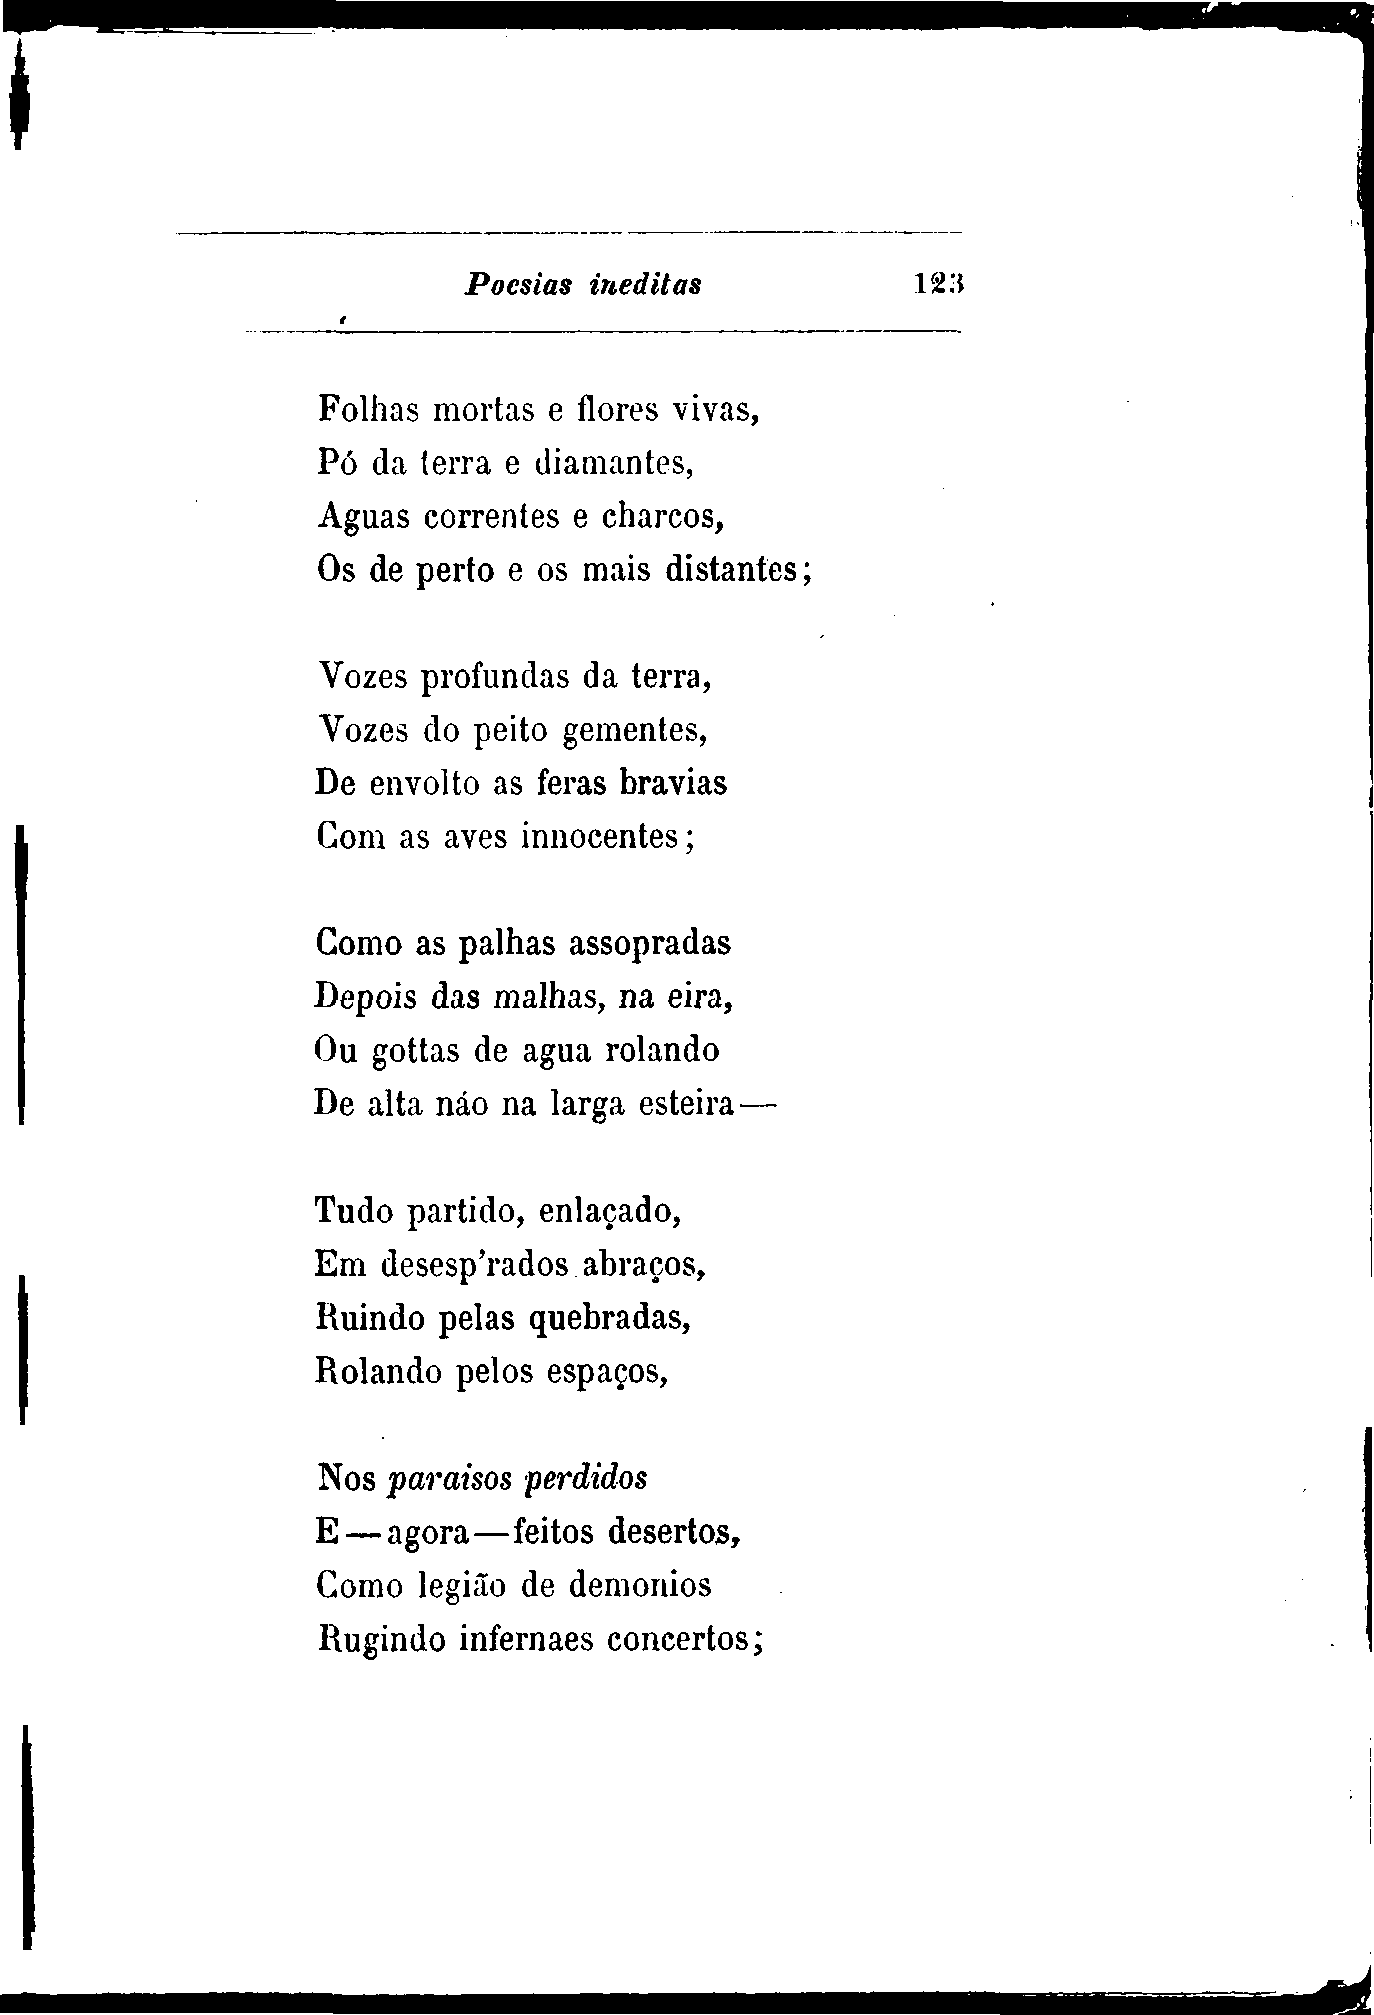 Poesias ineditas 123
Folhas mortas e flores vivas,
Pó da terra e diamantes,
Aguas correntes e charcos,
Os de perto e os mais distantes;
Vozes profundas da terra,
Vozes do peito gementes,
De envolto as feras bravias
Com as aves innocentes;
Como as palhas assopradas
Depois das malhas, na eira,
Ou gottas de agua rolando
De alta náo na larga esteira—
Tudo partido, enlaçado,
Em desesp'rados abraços,
Ruindo pelas quebradas,
Rolando pelos espaços,
Nos paraisos perdidos
E—agora—feitos desertos,
Como legião de demonios
Rugindo infernaes concertos;